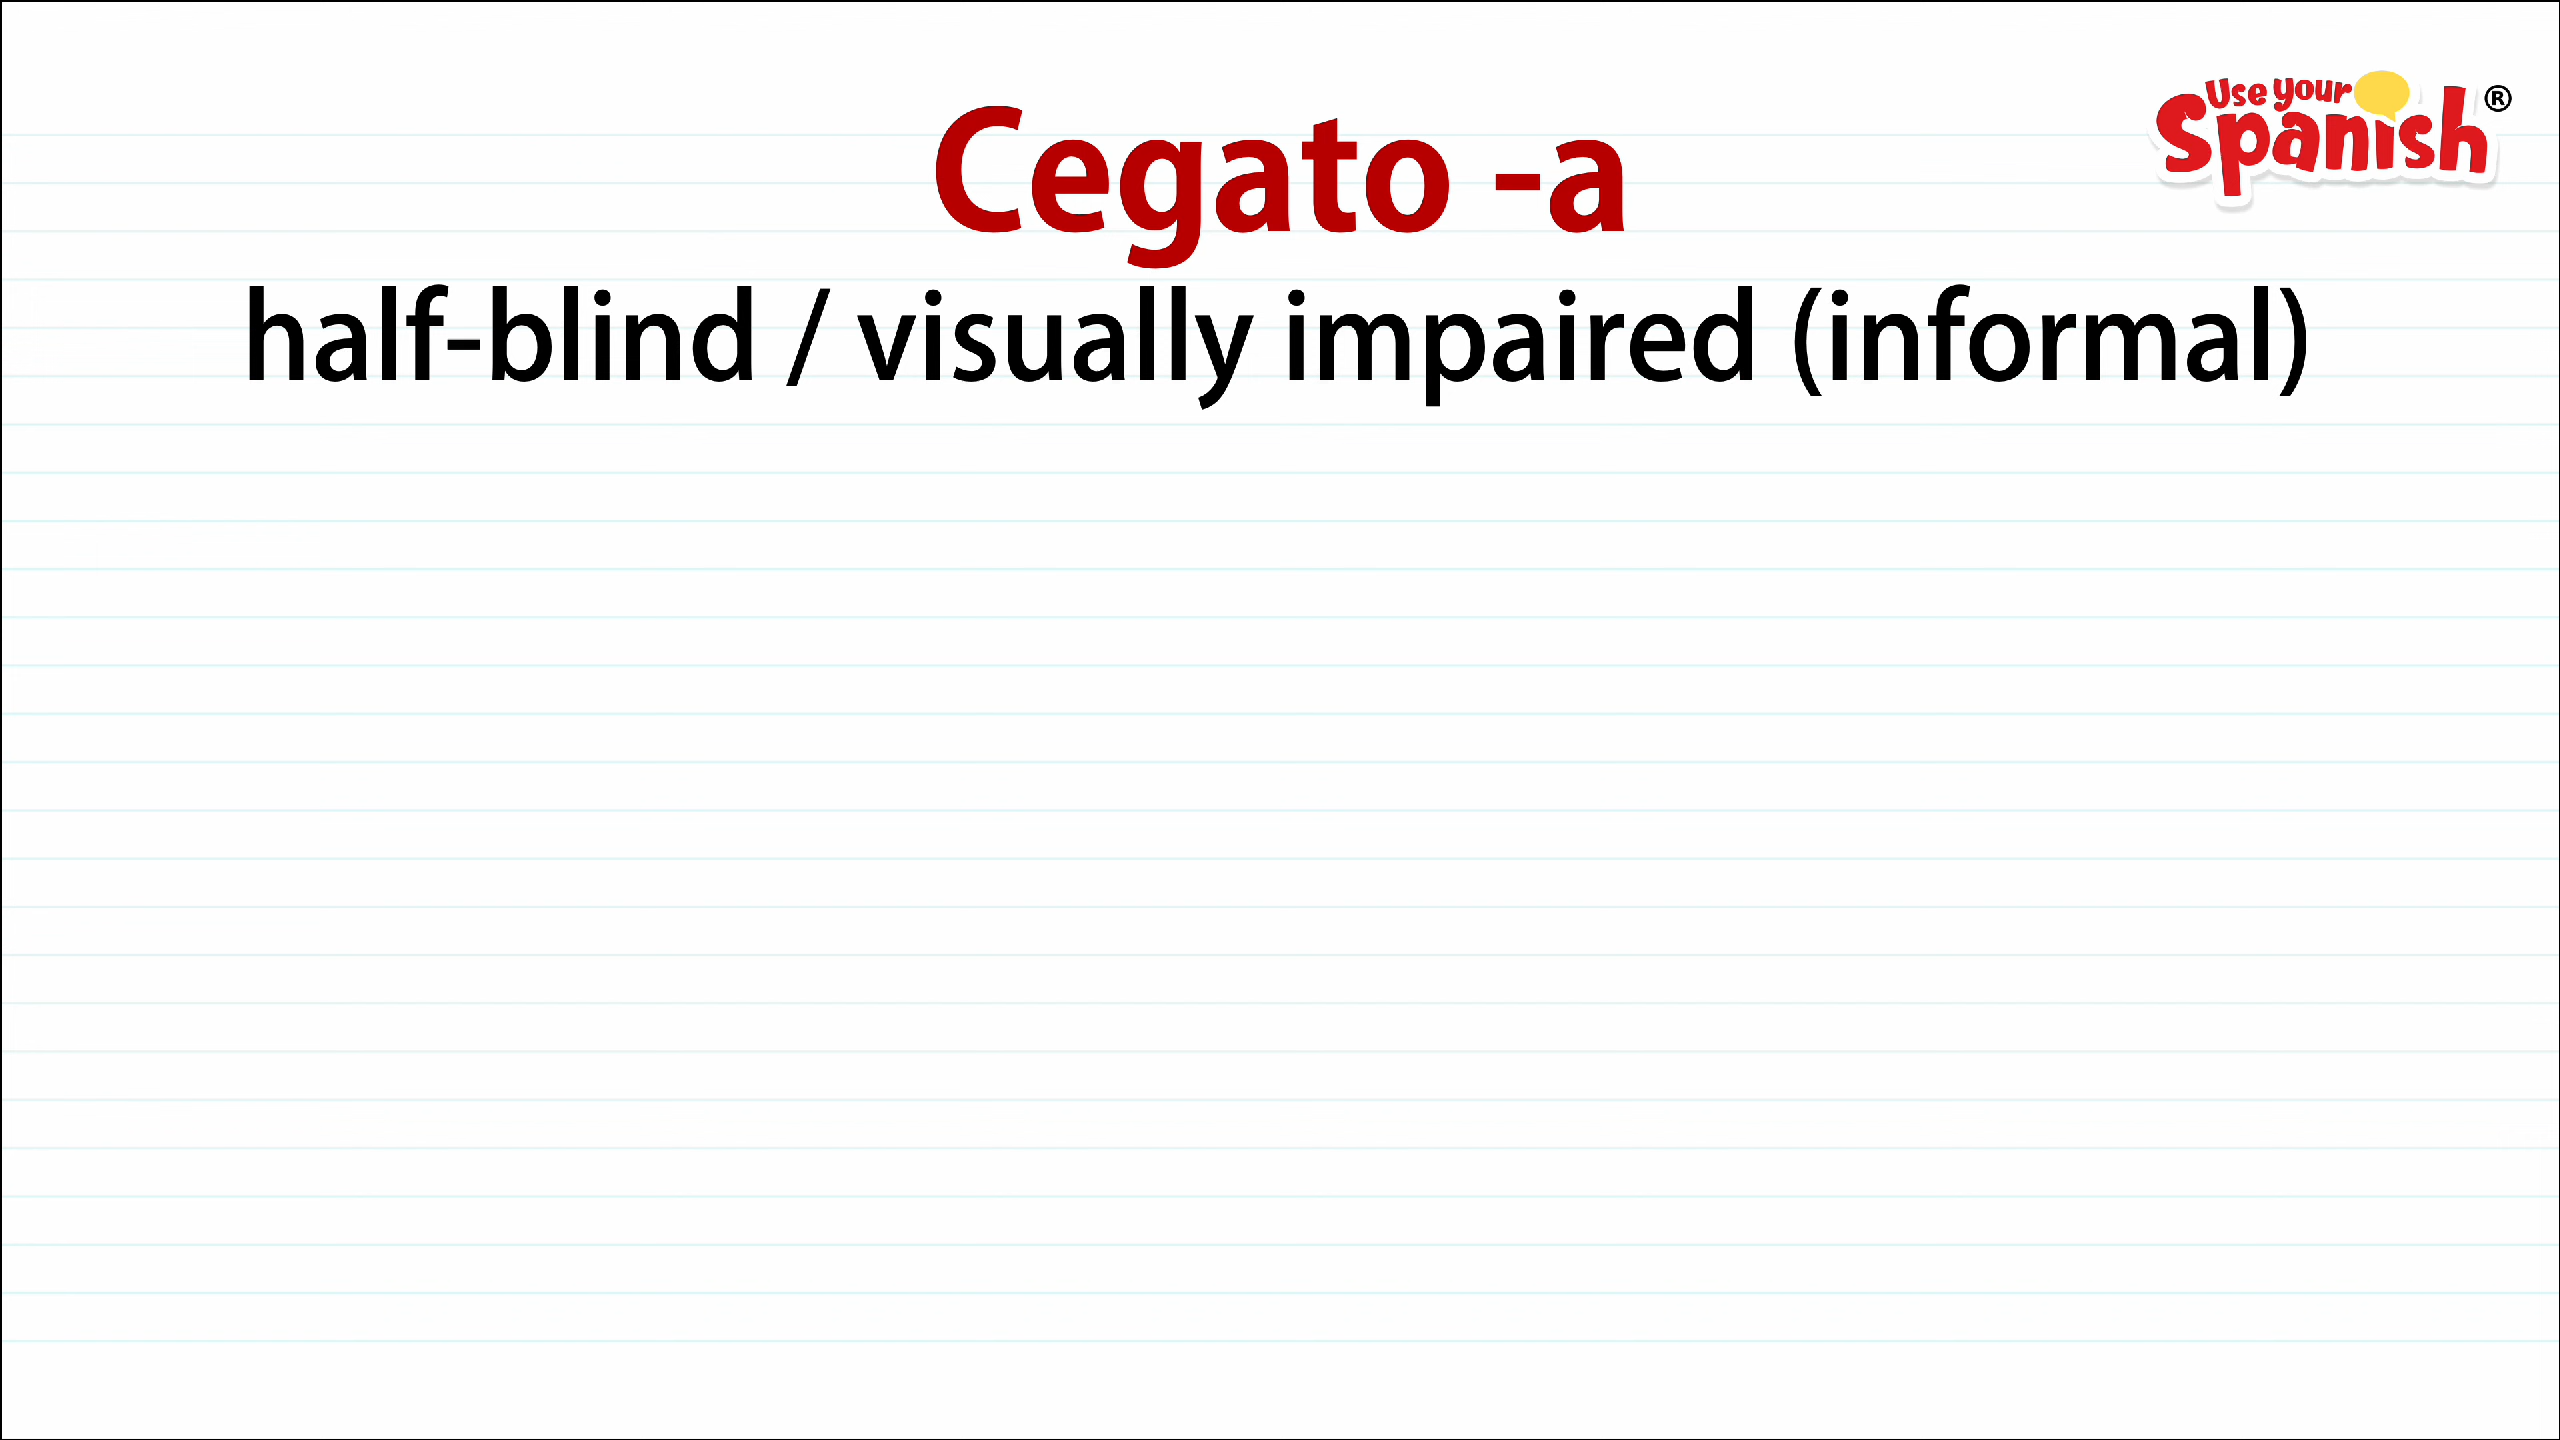 Use your
Spanish®
Cegato -a
half-blind / visually impaired (informal)